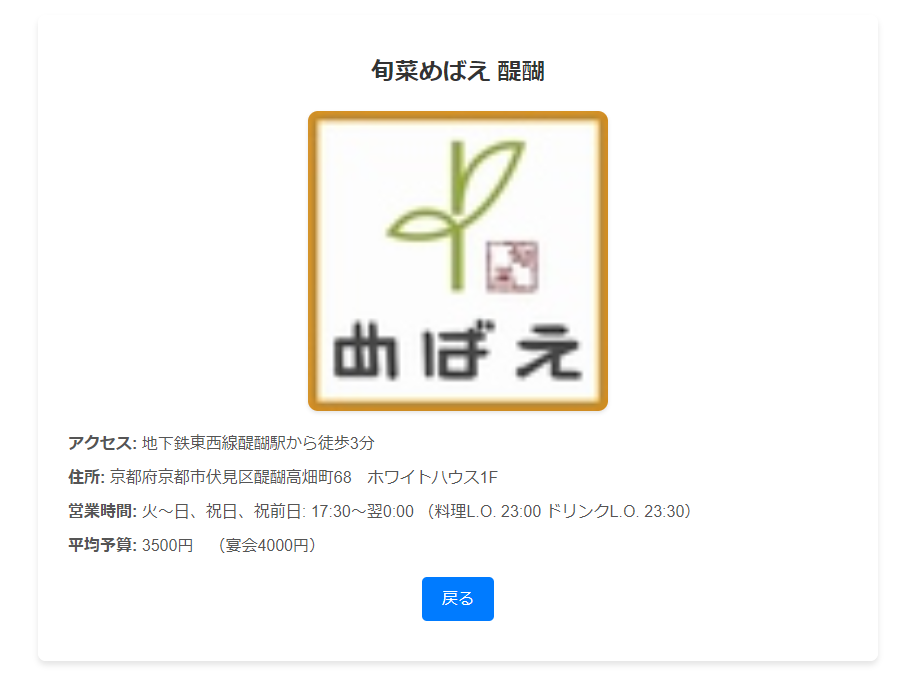 旬菜めばえ 醍醐
めばえ
アクセス: 地下鉄東西線醍醐駅から徒歩3分
住所: 京都府京都市伏見区醍醐高畑町68　ホワイトハウス1F
営業時間: 火～日、祝日、祝前日: 17:30～翌0:00 （料理L.O. 23:00 ドリンクL.O. 23:30）
平均予算: 3500円　（宴会4000円）
戻る